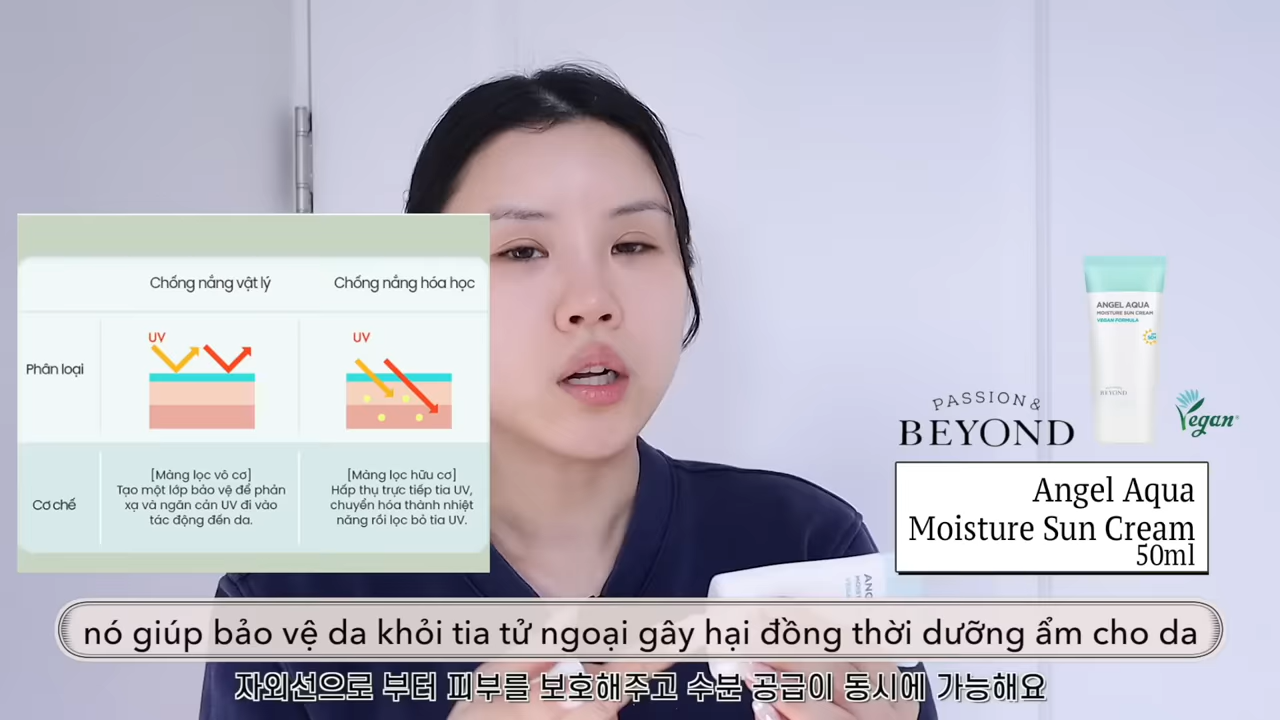 Chống nắng vật lý
Chống nắng hóa học
Phân loại
UV
UV
Cơ chế
[Màng lọc vô cơ]
Tạo một lớp bảo vệ để phản
xạ và ngăn cản UV đi vào
tác động đến da.
[Màng lọc hữu cơ]
Hấp thụ trực tiếp tia UV,
chuyển hóa thành nhiệt
năng rồi lọc bỏ tia UV.
ANGEL AQUA
MOISTURE SUN CREAM
VEGAN FORMULA
BEYOND
PASSION &
BEYOND
Vegan
Angel Aqua
Moisture Sun Cream
50ml
nó giúp bảo vệ da khỏi tia tử ngoại gây hại đồng thời dưỡng ẩm cho da
자외선으로 부터 피부를 보호해주고 수분 공급이 동시에 가능해요